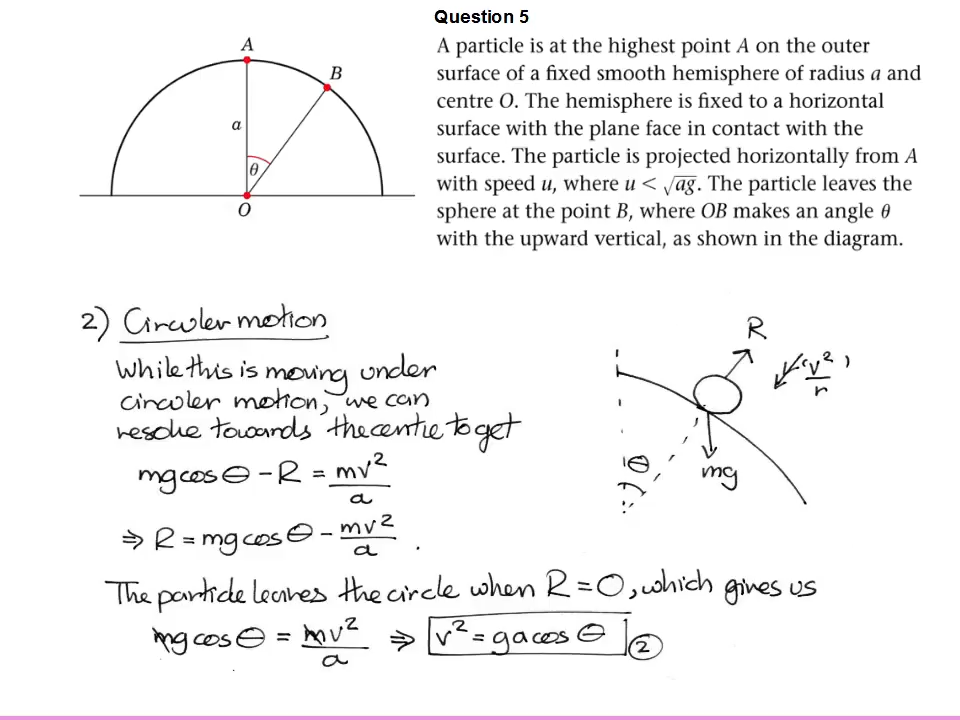 Question 5
A particle is at the highest point A on the outer
surface of a fixed smooth hemisphere of radius a and
centre O. The hemisphere is fixed to a horizontal
surface with the plane face in contact with the
surface. The particle is projected horizontally from A
with speed u, where u < √ag. The particle leaves the
sphere at the point B, where OB makes an angle θ
with the upward vertical, as shown in the diagram.
A
B
a
θ
O
2) Circular motion
While this is moving under
circular motion, we can
resolve towards the centre to get
mg cos θ - R = mv²/a
⇒ R = mg cos θ - mv²/a .
The particle leaves the circle when R = 0, which gives us
mg cos θ = mv²/a ⇒ v² = ga cos θ ②
R
"v²/r"
θ
mg